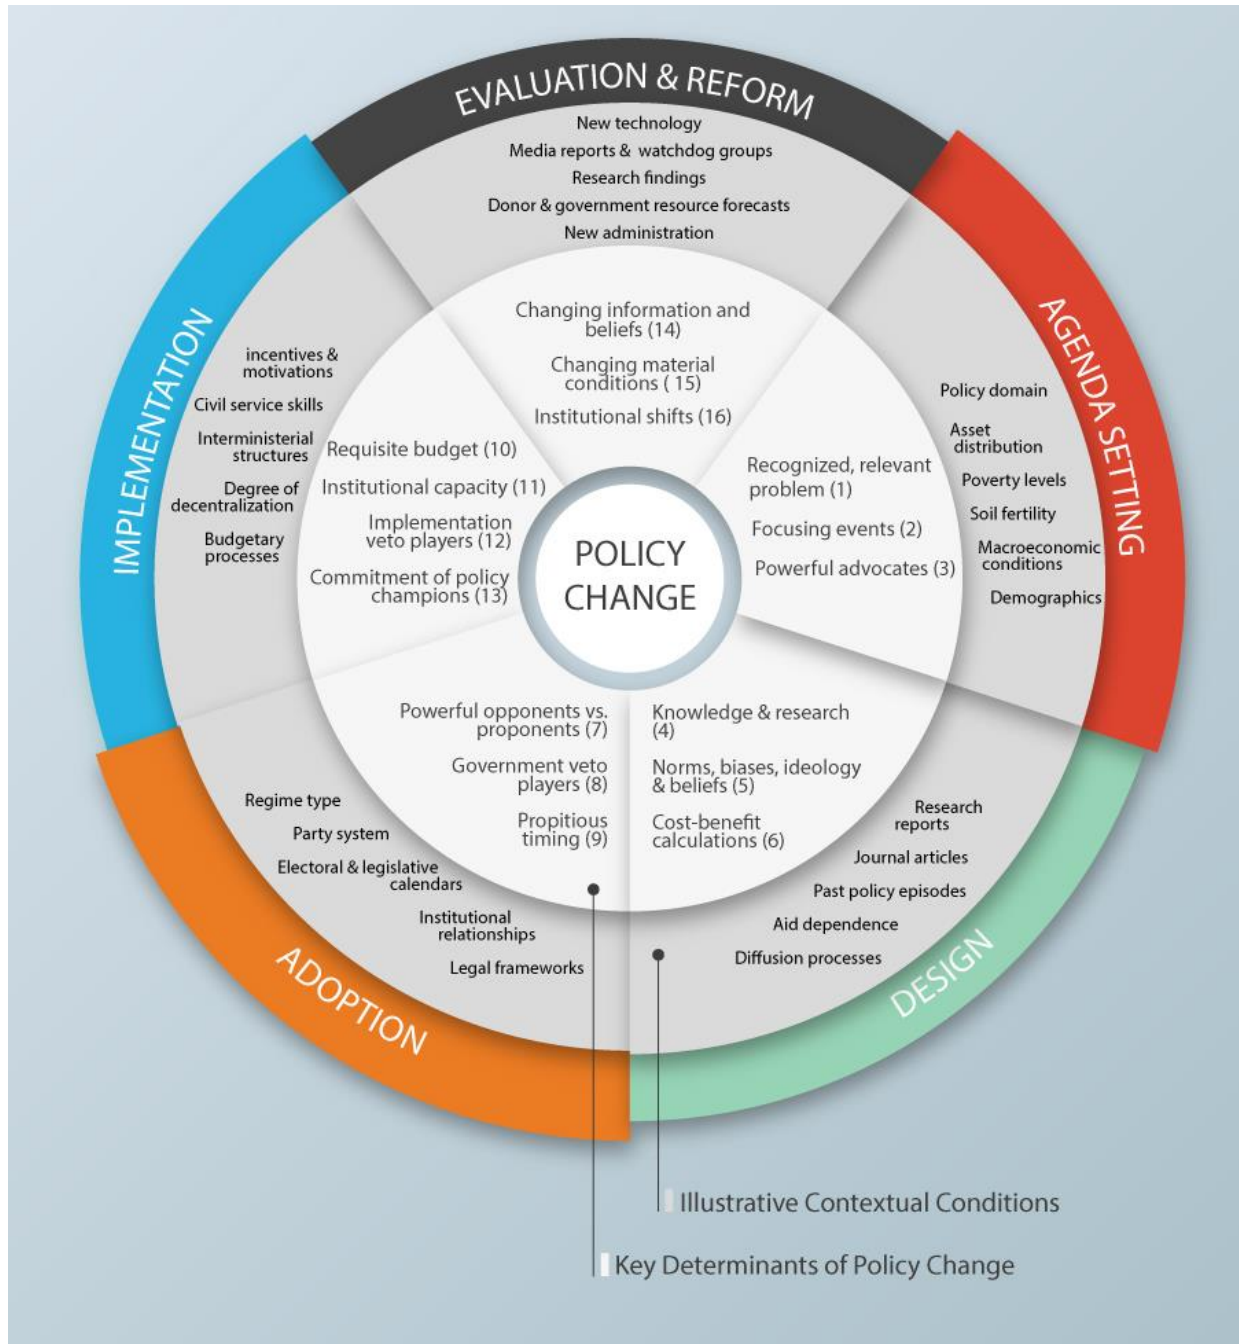 EVALUATION & REFORM
New technology
Media reports & watchdog groups
Research findings
Donor & government resource forecasts
New administration
Changing information and
beliefs (14)
Changing material
conditions ( 15)
Institutional shifts (16)
AGENDA SETTING
Policy domain
Asset
distribution
Poverty levels
Soil fertility
Macroeconomic
conditions
Demographics
Recognized, relevant
problem (1)
Focusing events (2)
Powerful advocates (3)
DESIGN
Research
reports
Journal articles
Past policy episodes
Aid dependence
Diffusion processes
Knowledge & research
(4)
Norms, biases, ideology
& beliefs (5)
Cost-benefit
calculations (6)
ADOPTION
Regime type
Party system
Electoral & legislative
calendars
Institutional
relationships
Legal frameworks
Powerful opponents vs.
proponents (7)
Government veto
players (8)
Propitious
timing (9)
IMPLEMENTATION
incentives &
motivations
Civil service skills
Interministerial
structures
Degree of
decentralization
Budgetary
processes
Requisite budget (10)
Institutional capacity (11)
Implementation
veto players (12)
Commitment of policy
champions (13)
POLICY
CHANGE
Illustrative Contextual Conditions
Key Determinants of Policy Change